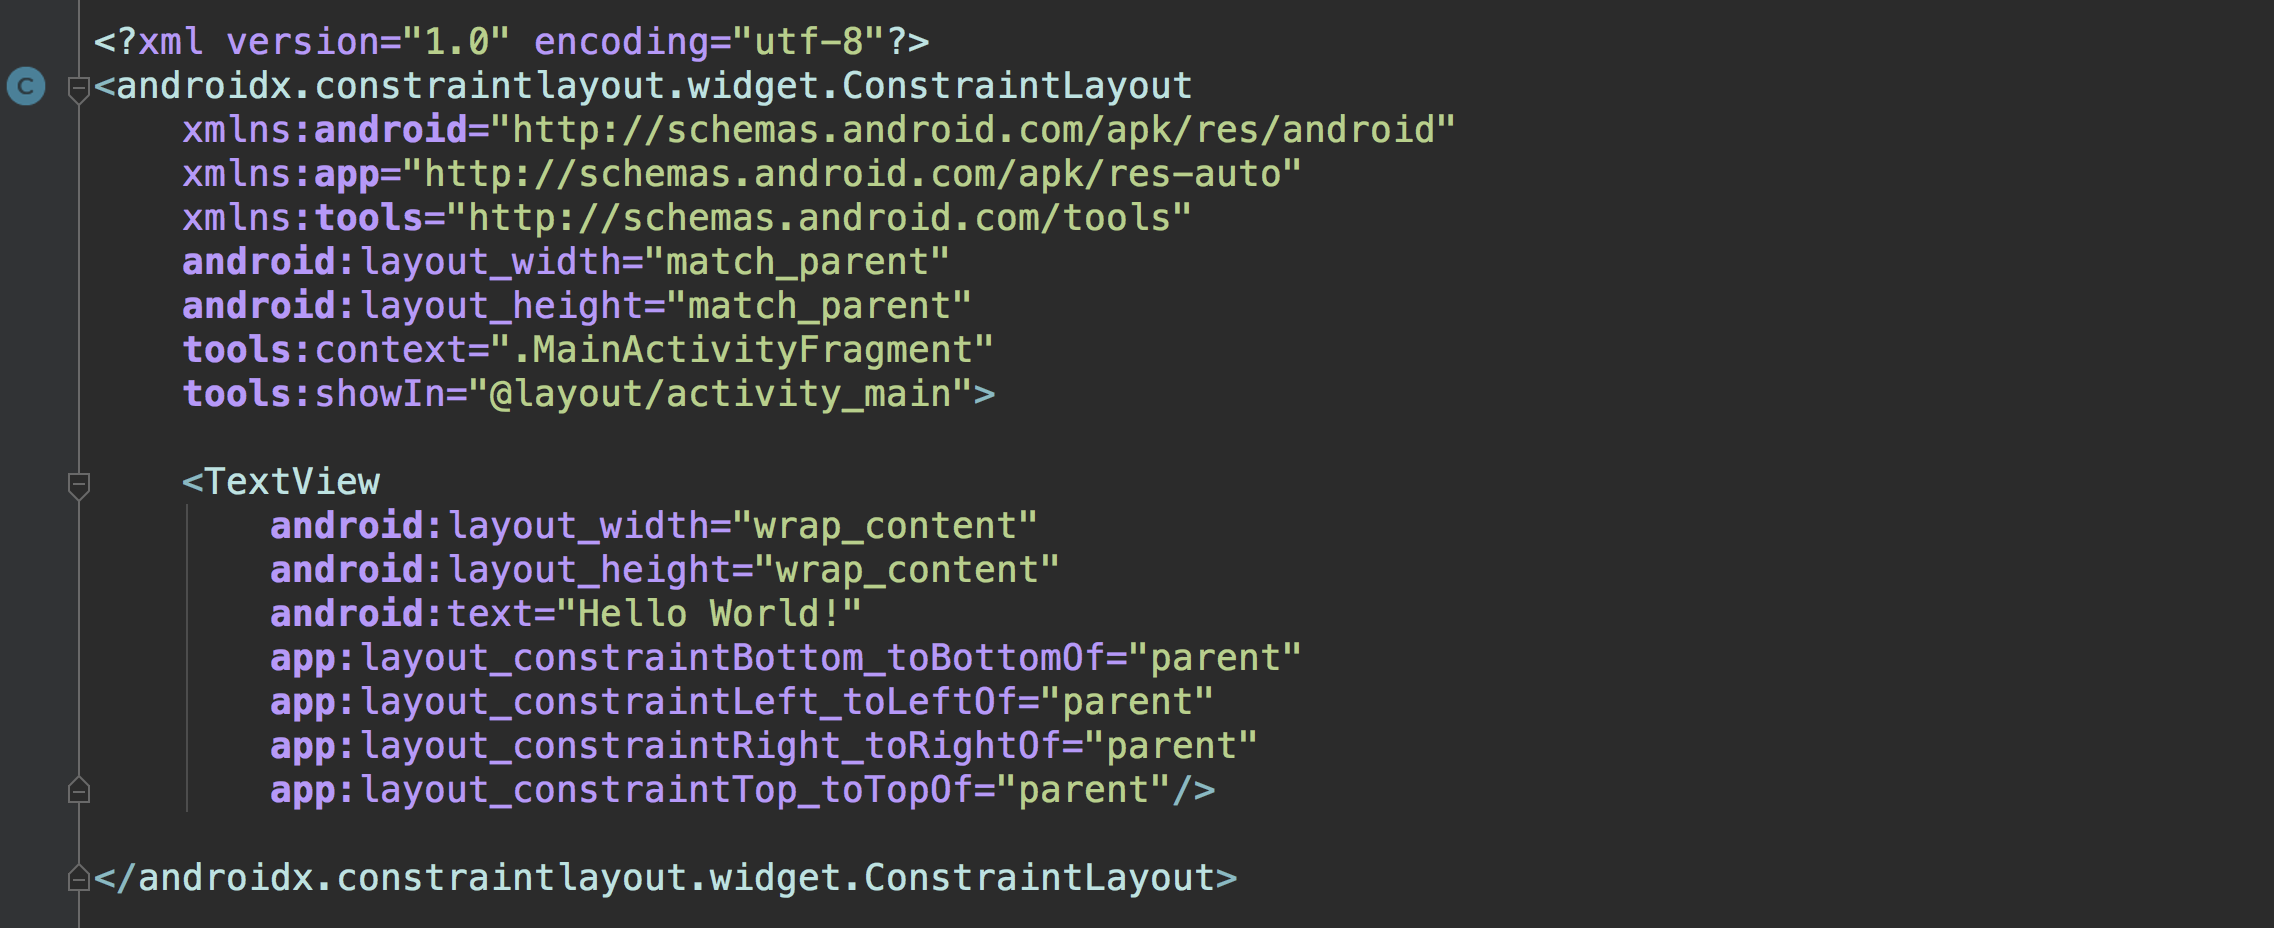 <?xml version="1.0" encoding="utf-8"?>
C
<androidx.constraintlayout.widget.ConstraintLayout
    xmlns:android="http://schemas.android.com/apk/res/android"
    xmlns:app="http://schemas.android.com/apk/res-auto"
    xmlns:tools="http://schemas.android.com/tools"
    android:layout_width="match_parent"
    android:layout_height="match_parent"
    tools:context=".MainActivityFragment"
    tools:showIn="@layout/activity_main">

    <TextView
        android:layout_width="wrap_content"
        android:layout_height="wrap_content"
        android:text="Hello World!"
        app:layout_constraintBottom_toBottomOf="parent"
        app:layout_constraintLeft_toLeftOf="parent"
        app:layout_constraintRight_toRightOf="parent"
        app:layout_constraintTop_toTopOf="parent"/>

</androidx.constraintlayout.widget.ConstraintLayout>